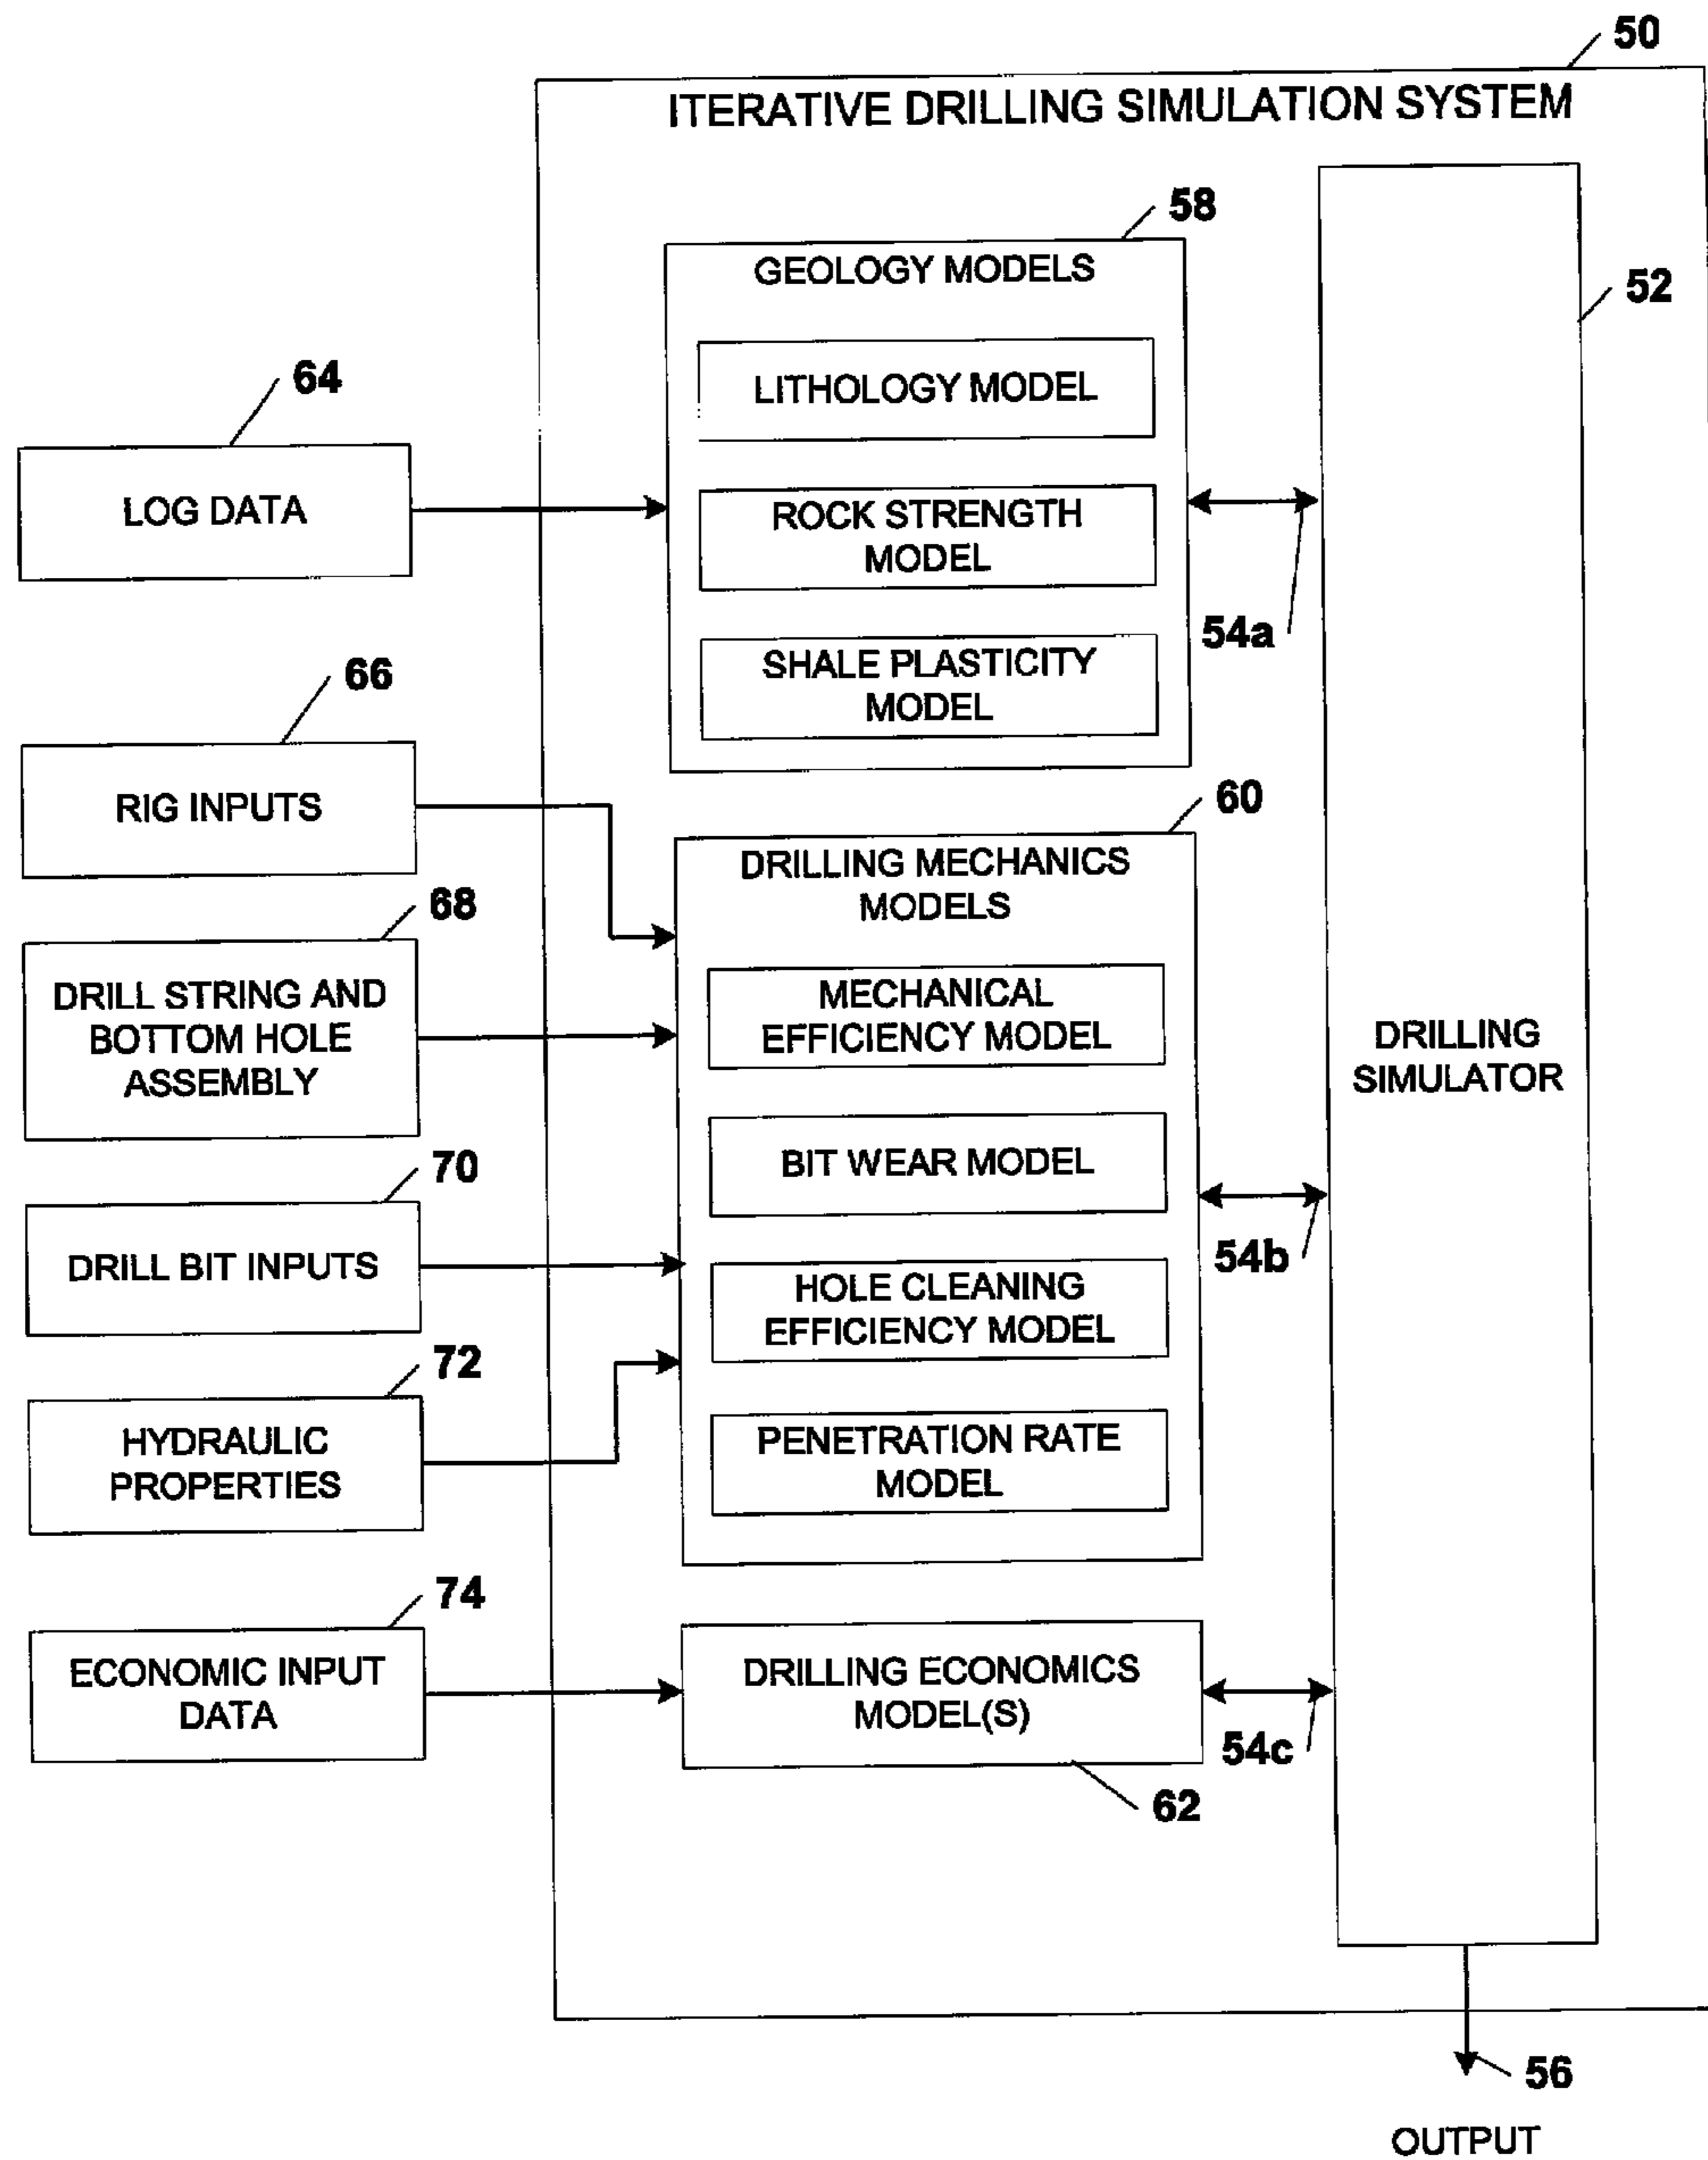 50
ITERATIVE DRILLING SIMULATION SYSTEM
58
GEOLOGY MODELS
52
LITHOLOGY MODEL
64
LOG DATA
ROCK STRENGTH
MODEL
54a
SHALE PLASTICITY
MODEL
66
RIG INPUTS
60
DRILLING MECHANICS
MODELS
68
DRILL STRING AND
BOTTOM HOLE
ASSEMBLY
MECHANICAL
EFFICIENCY MODEL
DRILLING
SIMULATOR
BIT WEAR MODEL
70
DRILL BIT INPUTS
54b
HOLE CLEANING
EFFICIENCY MODEL
72
HYDRAULIC
PROPERTIES
PENETRATION RATE
MODEL
74
ECONOMIC INPUT
DATA
DRILLING ECONOMICS
MODEL(S)
54c
62
56
OUTPUT